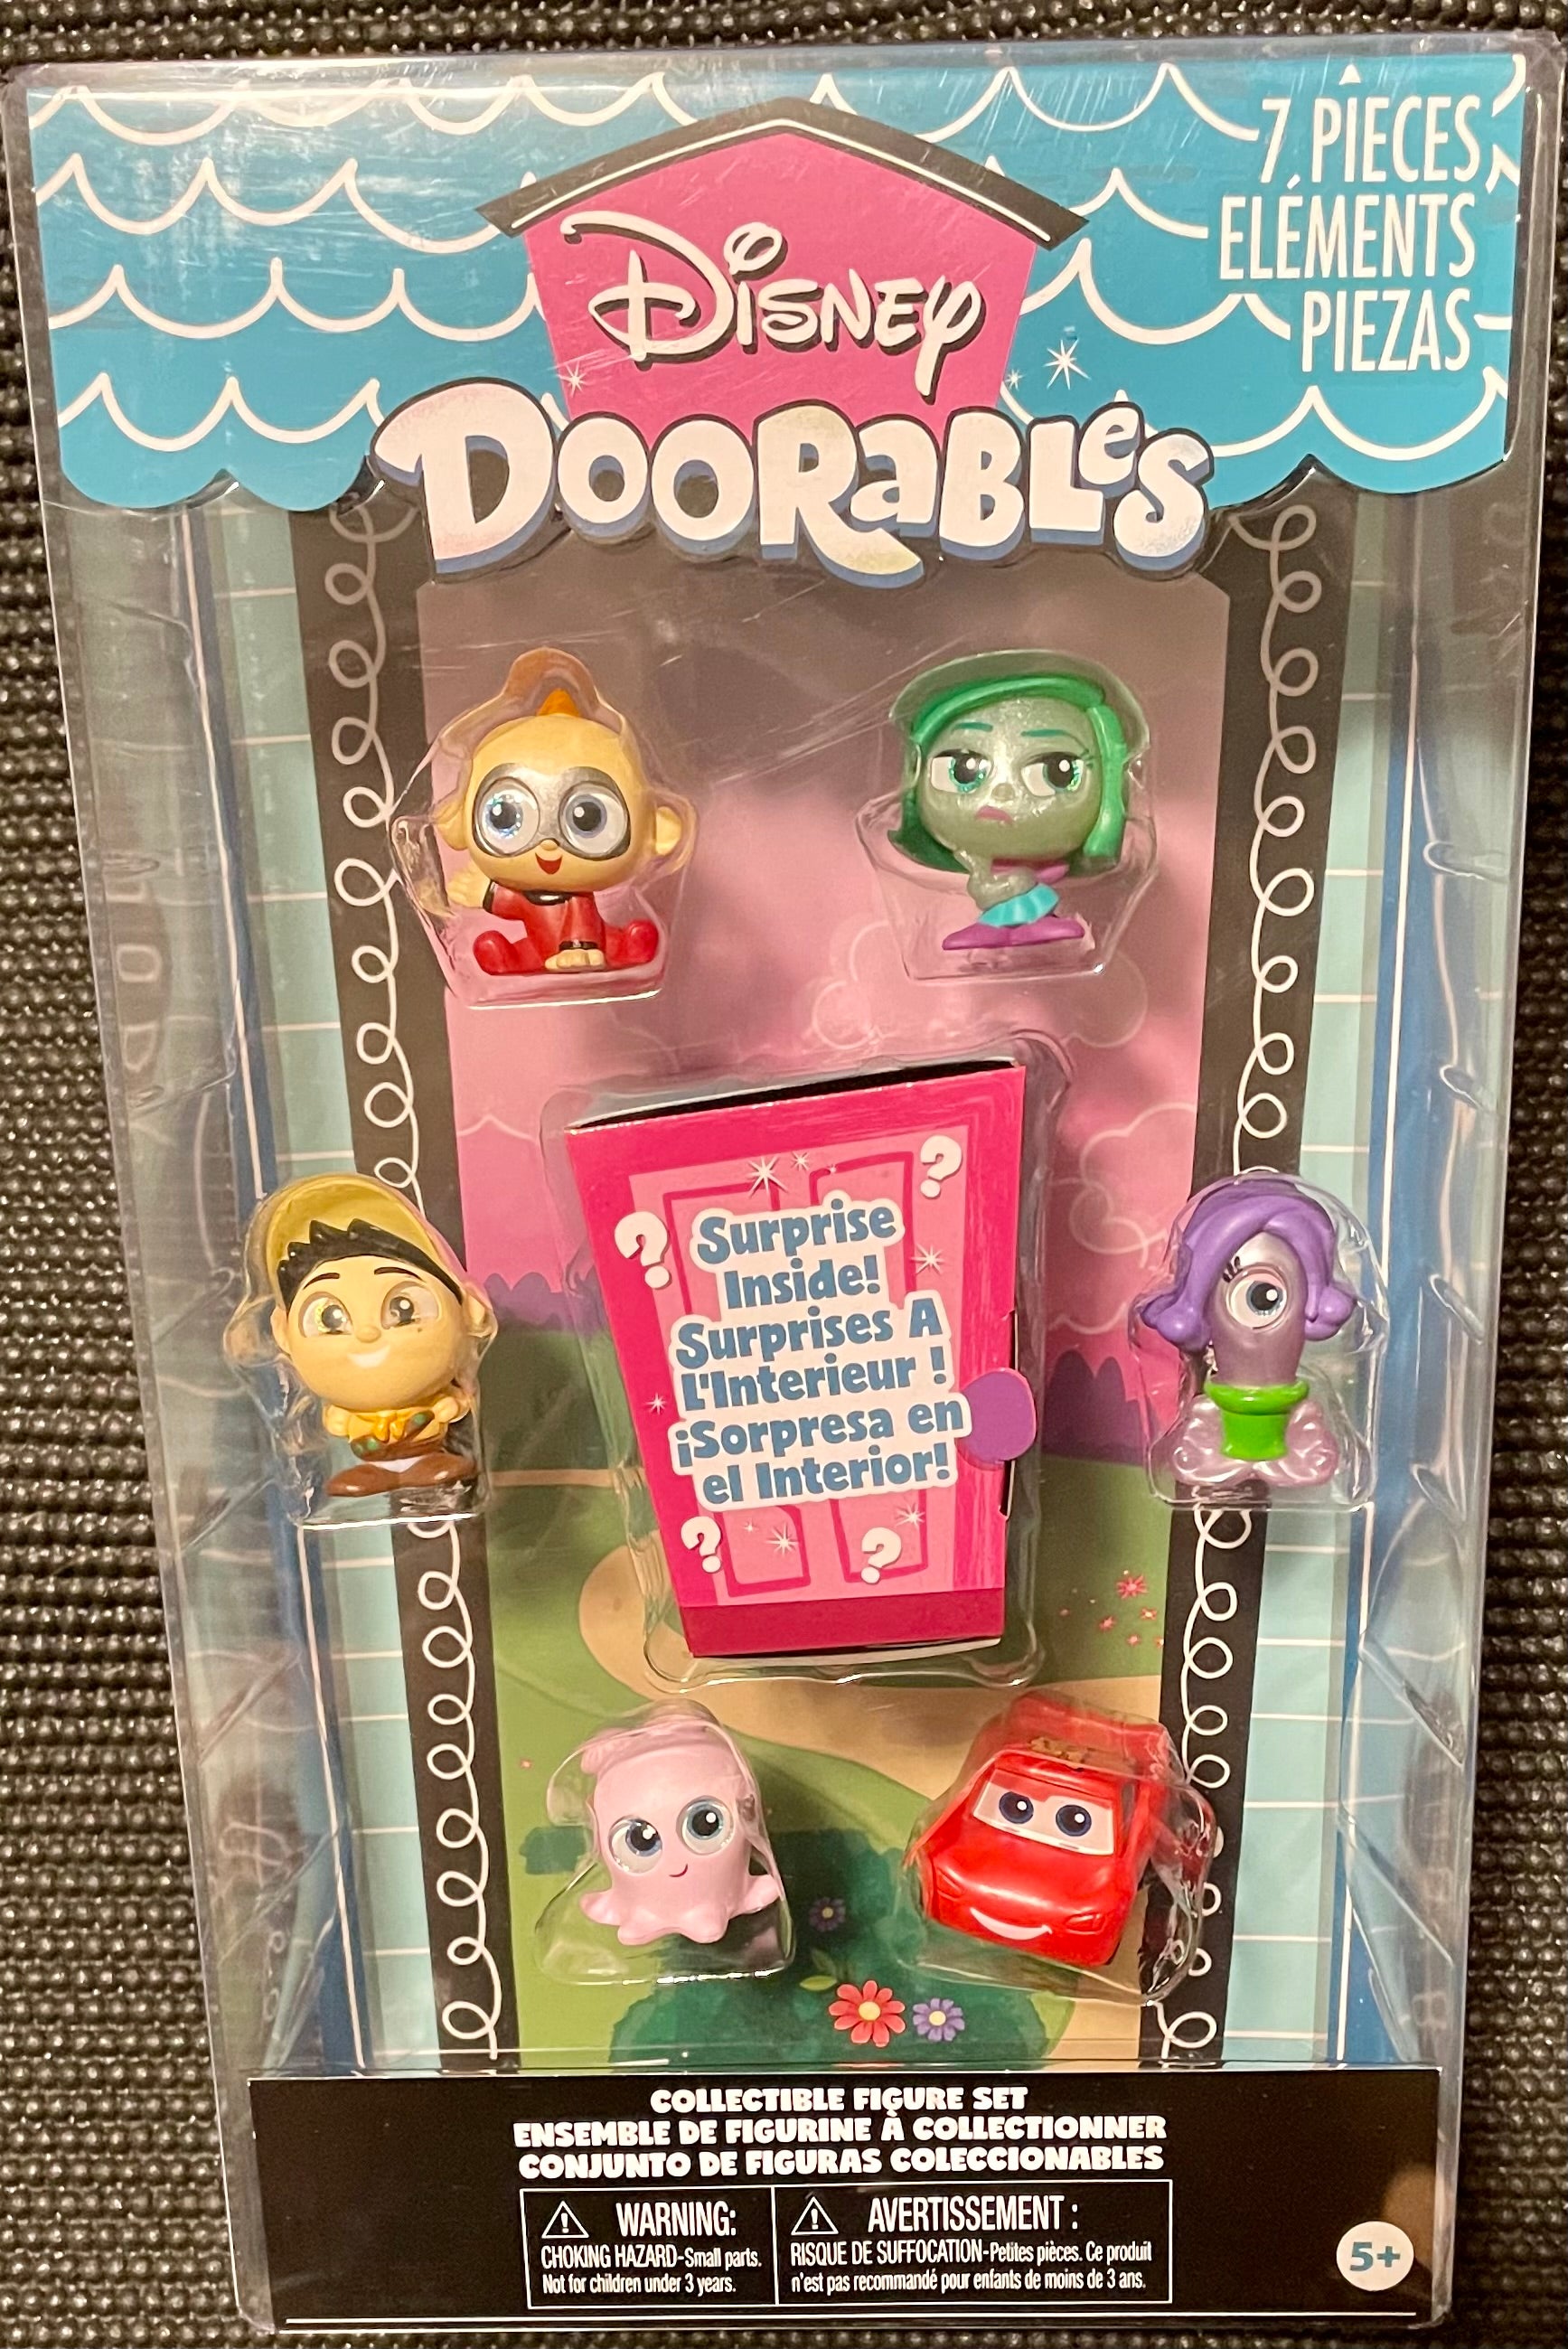 7 PIECES
ELÉMENTS
PIEZAS
Disney
Doorables
?
?
Surprise
Inside!
Surprises A
L'Interieur !
¡Sorpresa en
el Interior!
?
?
COLLECTIBLE FIGURE SET
ENSEMBLE DE FIGURINE À COLLECTIONNER
CONJUNTO DE FIGURAS COLECCIONABLES
WARNING:
CHOKING HAZARD-Small parts.
Not for children under 3 years.
AVERTISSEMENT :
RISQUE DE SUFFOCATION-Petites pièces. Ce produit
n'est pas recommandé pour enfants de moins de 3 ans.
5+